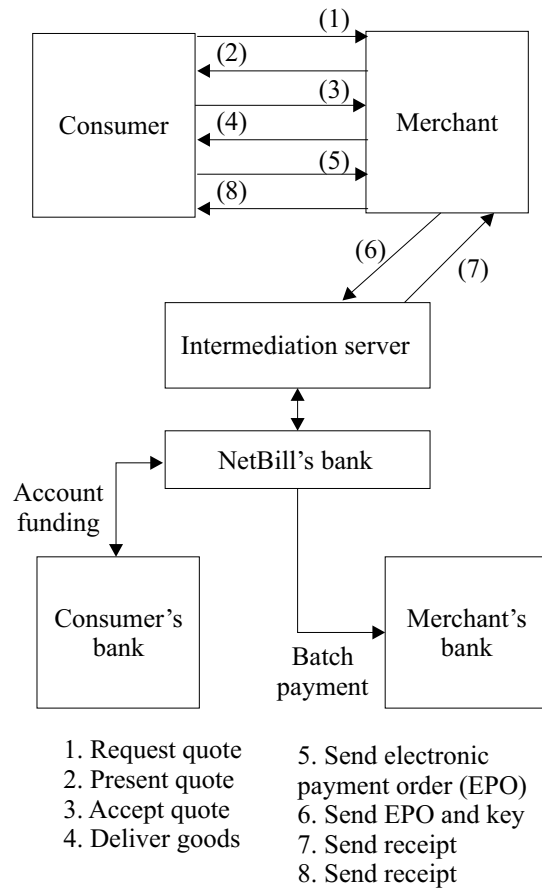 (1)
(2)
(3)
(4)
(5)
(8)
Consumer
Merchant
(6)
(7)
Intermediation server
NetBill’s bank
Account
funding
Consumer’s
bank
Merchant’s
bank
Batch
payment
1. Request quote
2. Present quote
3. Accept quote
4. Deliver goods
5. Send electronic
payment order (EPO)
6. Send EPO and key
7. Send receipt
8. Send receipt